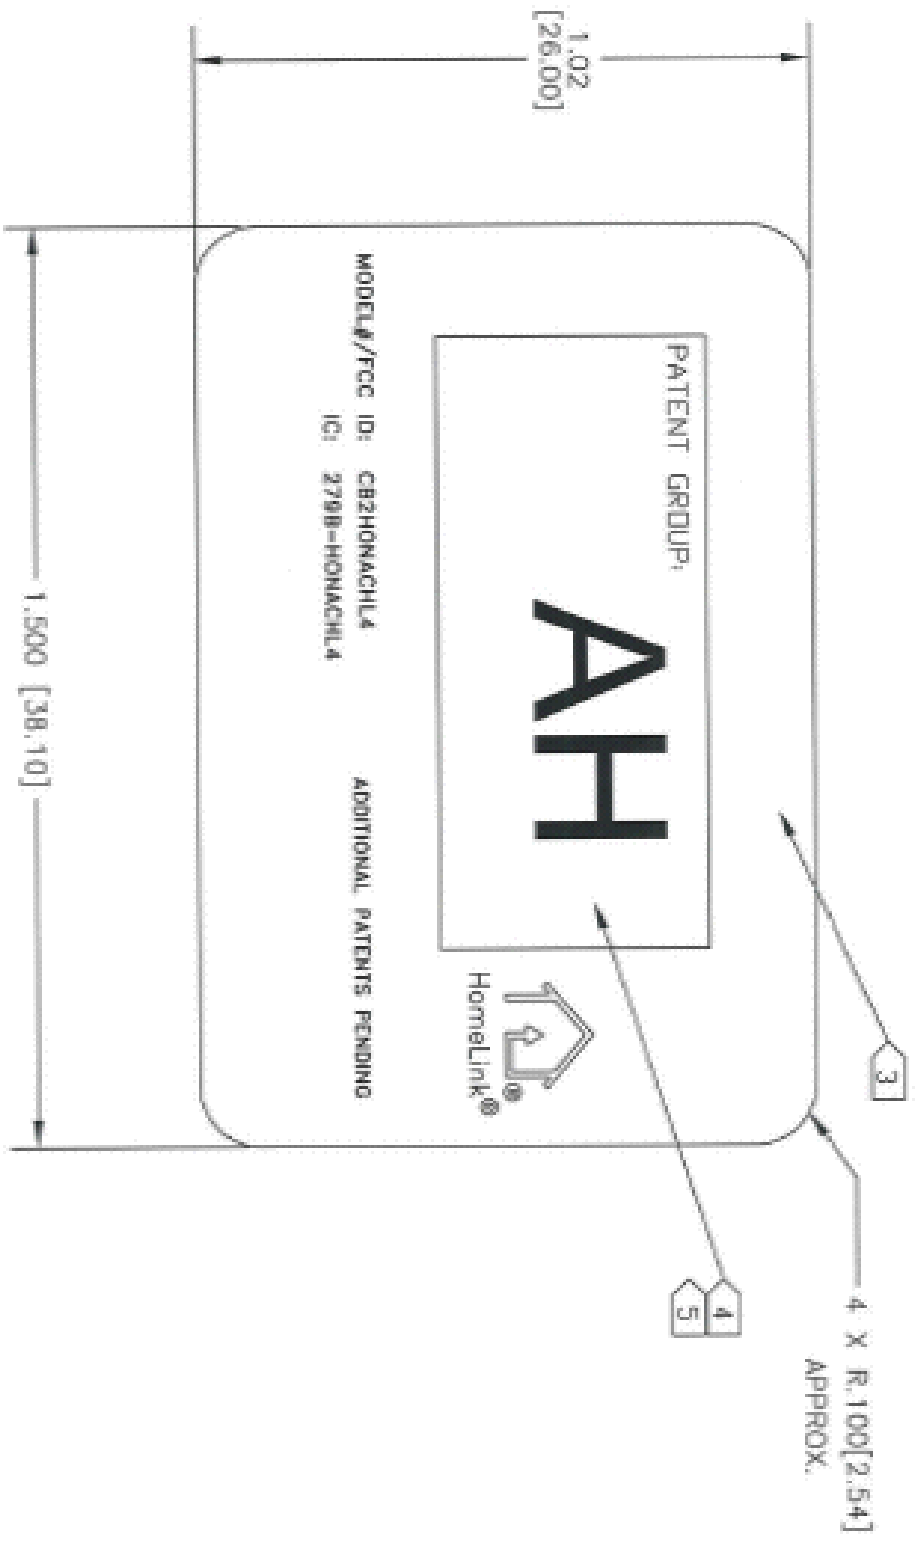 3
4 X R.100[2.54]
APPROX.
4
5
1.02
[26.00]
PATENT GROUP:
AH
®
HomeLink®
MODEL#/FCC ID: CB2HONACHL4
ADDITIONAL PATENTS PENDING
IC: 279B-HONACHL4
1.500 [38.10]